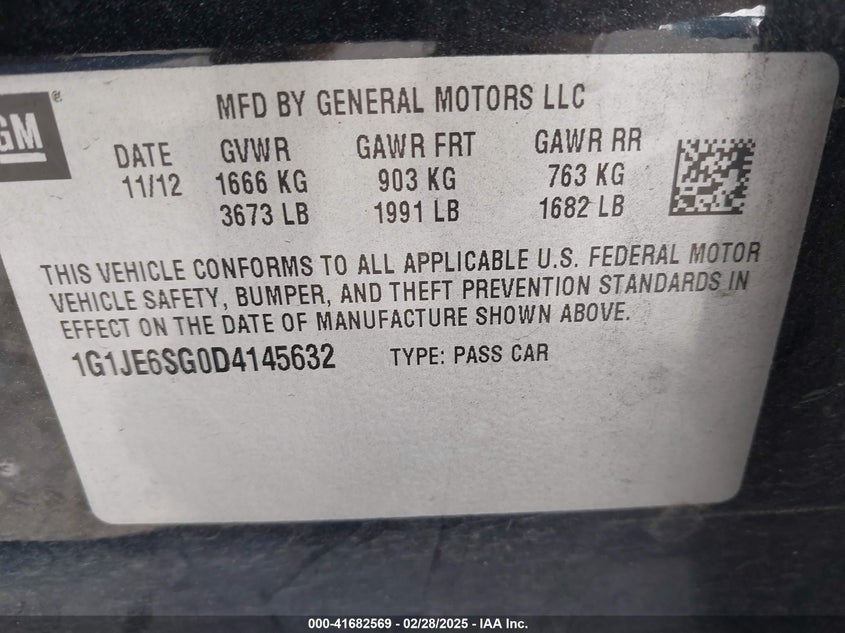 GM®
MFD BY GENERAL MOTORS LLC
DATE GVWR GAWR FRT GAWR RR
11/12 1666 KG 903 KG 763 KG
3673 LB 1991 LB 1682 LB
THIS VEHICLE CONFORMS TO ALL APPLICABLE U.S. FEDERAL MOTOR
VEHICLE SAFETY, BUMPER, AND THEFT PREVENTION STANDARDS IN
EFFECT ON THE DATE OF MANUFACTURE SHOWN ABOVE.
1G1JE6SG0D4145632 TYPE: PASS CAR
000-41682569 | 02/28/2025 - IAA Inc.